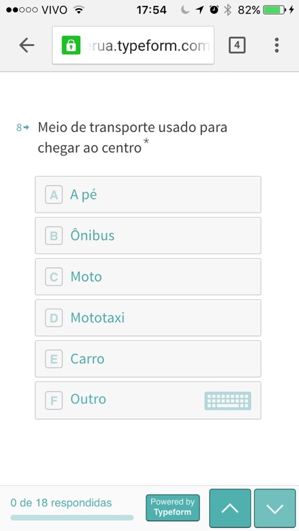 VIVO 17:54 82%
rua.typeform.com 4
8 Meio de transporte usado para
chegar ao centro*
A A pé
B Ônibus
C Moto
D Mototaxi
E Carro
F Outro
0 de 18 respondidas
Powered by
Typeform